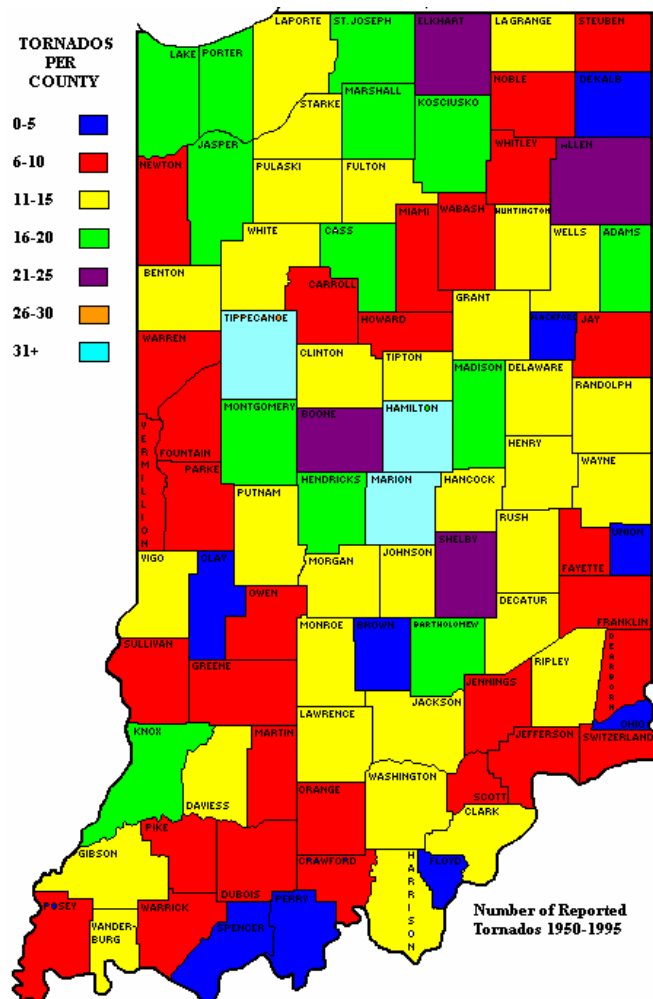 TORNADOS
PER
COUNTY
0-5
6-10
11-15
16-20
21-25
26-30
31+
LAPORTE
ST. JOSEPH
ELKHART
LAGRANGE
STEUBEN
LAKE
PORTER
NOBLE
DEKALB
MARSHALL
STARKE
KOSCIUSKO
JASPER
WHITLEY
ALLEN
NEWTON
PULASKI
FULTON
MIAMI
WABASH
HUNTINGTON
WHITE
CASS
WELLS
ADAMS
BENTON
CARROLL
GRANT
TIPPECANOE
HOWARD
BLACKFORD
JAY
WARREN
CLINTON
TIPTON
MADISON
DELAWARE
RANDOLPH
MONTGOMERY
BOONE
HAMILTON
VERMILLION
FOUNTAIN
HENRY
WAYNE
PARKE
HENDRICKS
MARION
HANCOCK
PUTNAM
RUSH
UNION
SHELBY
VIGO
CLAY
MORGAN
JOHNSON
FAYETTE
OWEN
DECATUR
SULLIVAN
MONROE
BROWN
BARTHOLOMEW
FRANKLIN
DEARBORN
GREENE
RIPLEY
JENNINGS
JACKSON
LAWRENCE
OHIO
KNOX
MARTIN
JEFFERSON
SWITZERLAND
WASHINGTON
ORANGE
SCOTT
DAVIESS
CLARK
PIKE
GIBSON
CRAWFORD
HARRISON
FLOYD
DUBOIS
PERRY
POSEY
WARRICK
VANDER-
BURG
SPENCER
Number of Reported
Tornados 1950-1995